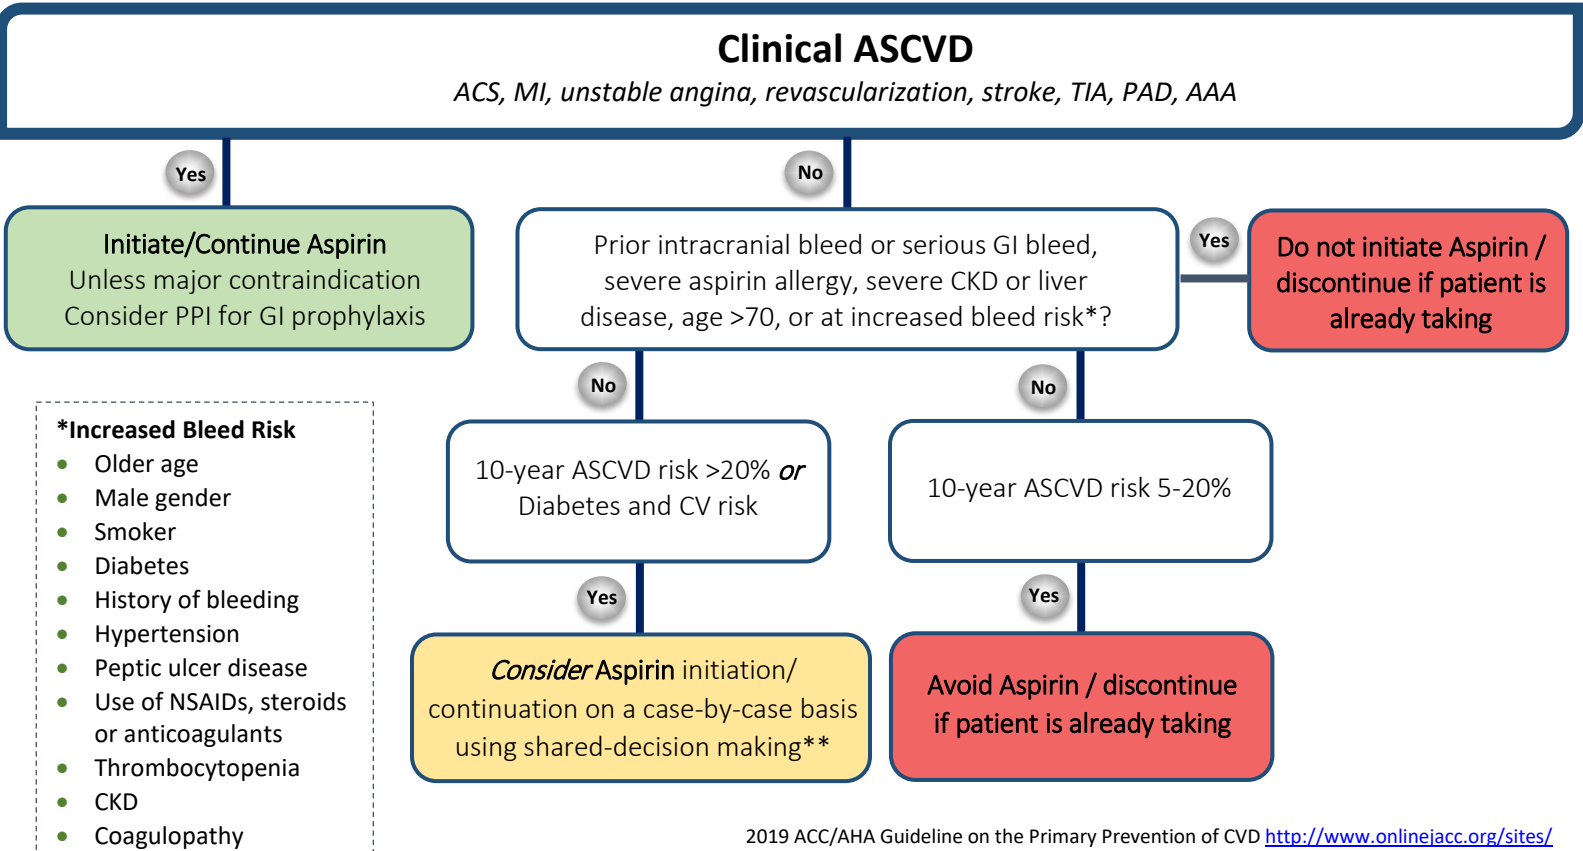 Clinical ASCVD
ACS, MI, unstable angina, revascularization, stroke, TIA, PAD, AAA
Yes
No
Initiate/Continue Aspirin
Unless major contraindication
Consider PPI for GI prophylaxis
Prior intracranial bleed or serious GI bleed,
severe aspirin allergy, severe CKD or liver
disease, age >70, or at increased bleed risk*?
Yes
Do not initiate Aspirin /
discontinue if patient is
already taking
No
No
10-year ASCVD risk >20% or
Diabetes and CV risk
10-year ASCVD risk 5-20%
Yes
Yes
Consider Aspirin initiation/
continuation on a case-by-case basis
using shared-decision making**
Avoid Aspirin / discontinue
if patient is already taking
*Increased Bleed Risk
• Older age
• Male gender
• Smoker
• Diabetes
• History of bleeding
• Hypertension
• Peptic ulcer disease
• Use of NSAIDs, steroids
or anticoagulants
• Thrombocytopenia
• CKD
• Coagulopathy
2019 ACC/AHA Guideline on the Primary Prevention of CVD http://www.onlinejacc.org/sites/